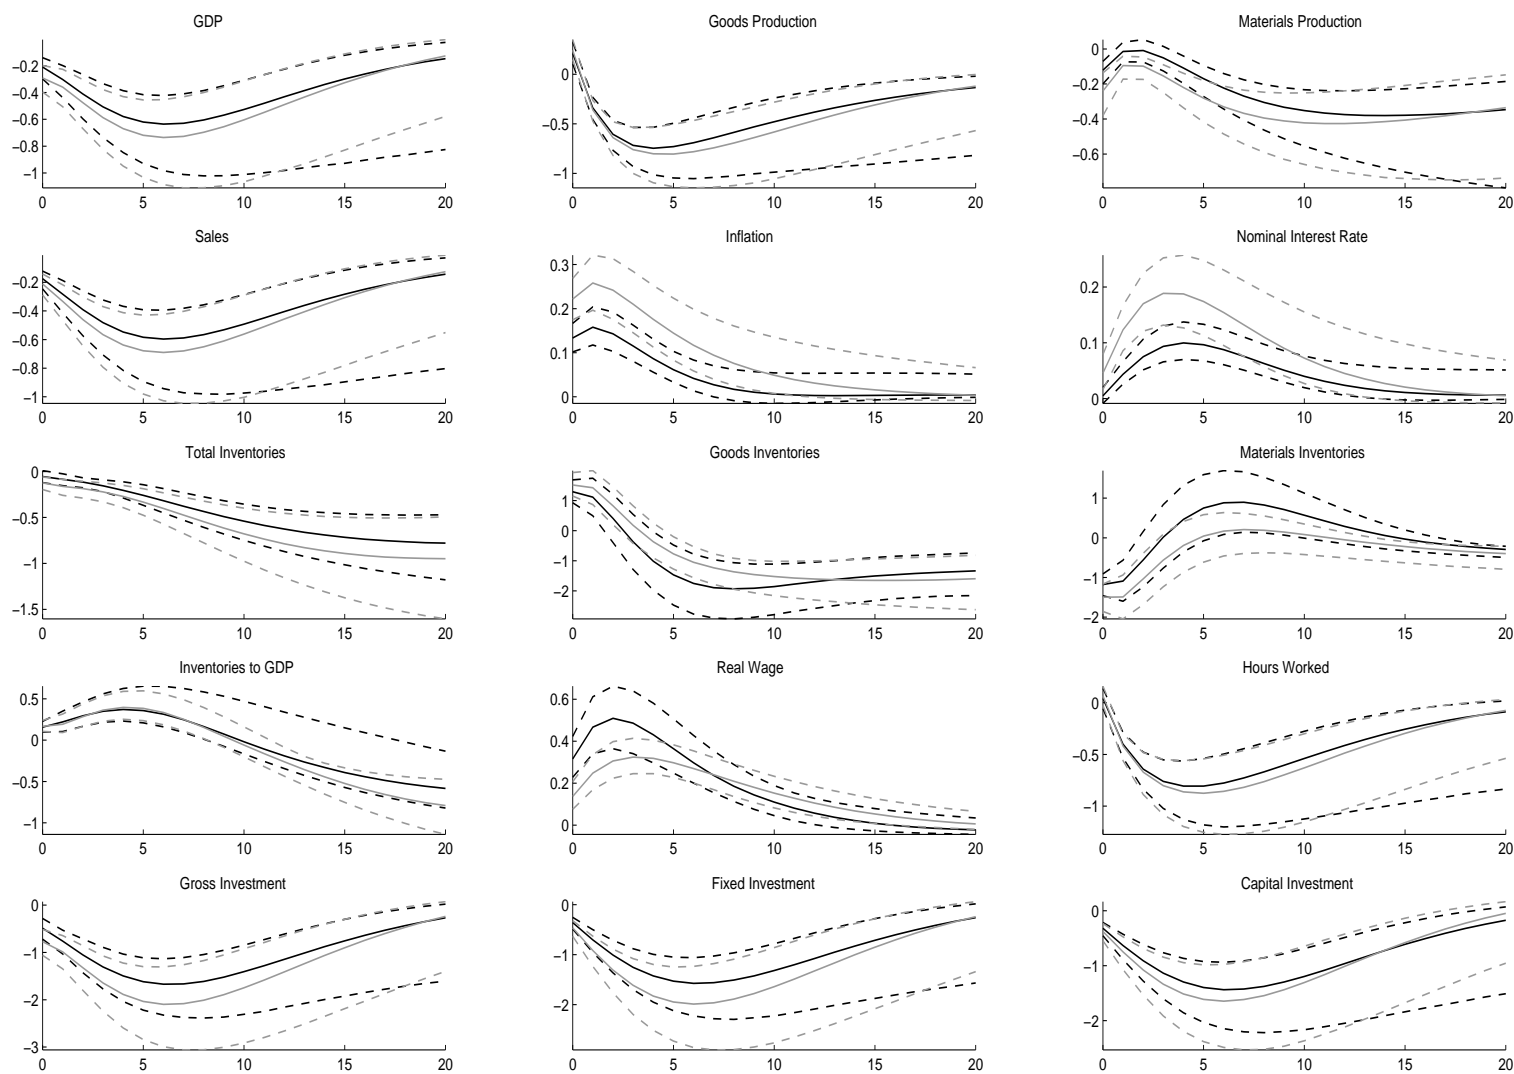 GDP
−0.2
−0.4
−0.6
−0.8
−1
0 5 10 15 20
Goods Production
0
−0.5
−1
0 5 10 15 20
Materials Production
0
−0.2
−0.4
−0.6
0 5 10 15 20
Sales
−0.2
−0.4
−0.6
−0.8
−1
0 5 10 15 20
Inflation
0.3
0.2
0.1
0
0 5 10 15 20
Nominal Interest Rate
0.2
0.1
0
0 5 10 15 20
Total Inventories
0
−0.5
−1
−1.5
0 5 10 15 20
Goods Inventories
1
0
−1
−2
0 5 10 15 20
Materials Inventories
1
0
−1
−2
0 5 10 15 20
Inventories to GDP
0.5
0
−0.5
−1
0 5 10 15 20
Real Wage
0.6
0.4
0.2
0
0 5 10 15 20
Hours Worked
0
−0.5
−1
0 5 10 15 20
Gross Investment
0
−1
−2
−3
0 5 10 15 20
Fixed Investment
0
−1
−2
0 5 10 15 20
Capital Investment
0
−1
−2
0 5 10 15 20